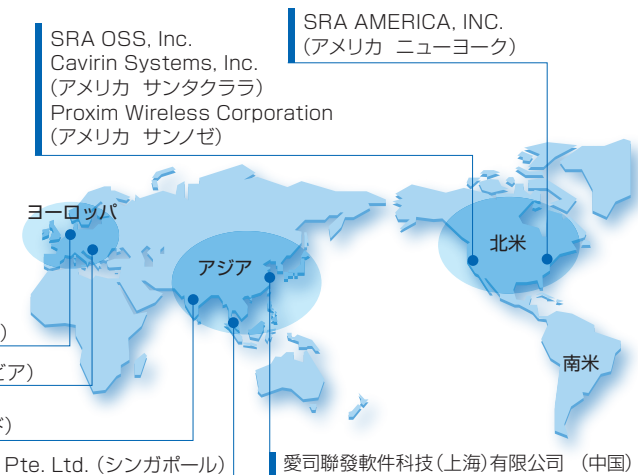 SRA AMERICA, INC.
（アメリカ ニューヨーク）
SRA OSS, Inc.
Cavirin Systems, Inc.
（アメリカ サンタクララ）
Proxim Wireless Corporation
（アメリカ サンノゼ）
ヨーロッパ
アジア
北米
南米
）
ビア）
ド）
Pte. Ltd.（シンガポール）
愛司聯發軟件科技（上海）有限公司 （中国）